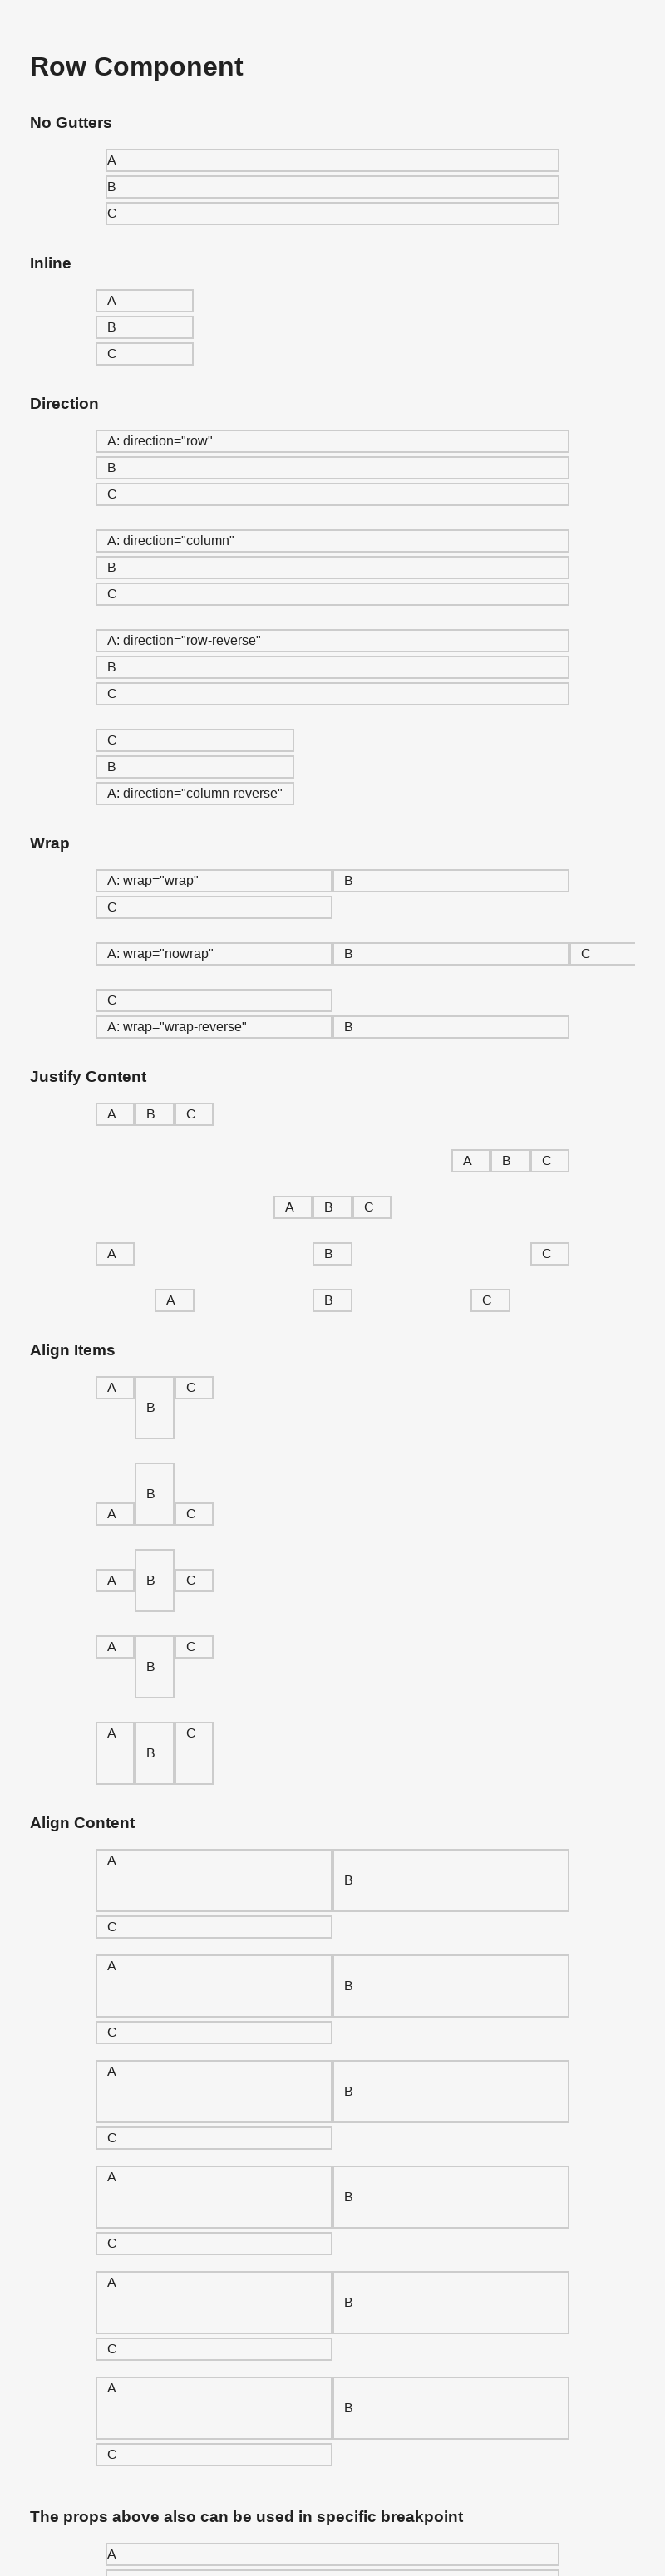 Row Component
No Gutters
A
B
C
Inline
A
B
C
Direction
A: direction="row"
B
C
A: direction="column"
B
C
A: direction="row-reverse"
B
C
C
B
A: direction="column-reverse"
Wrap
A: wrap="wrap" B
C
A: wrap="nowrap" B C
C
A: wrap="wrap-reverse" B
Justify Content
A B C
A B C
A B C
A B C
A B C
Align Items
A C
B
B
A C
A B C
A C
B
A C
B
Align Content
A
B
C
A
B
C
A
B
C
A
B
C
A
B
C
A
B
C
The props above also can be used in specific breakpoint
A